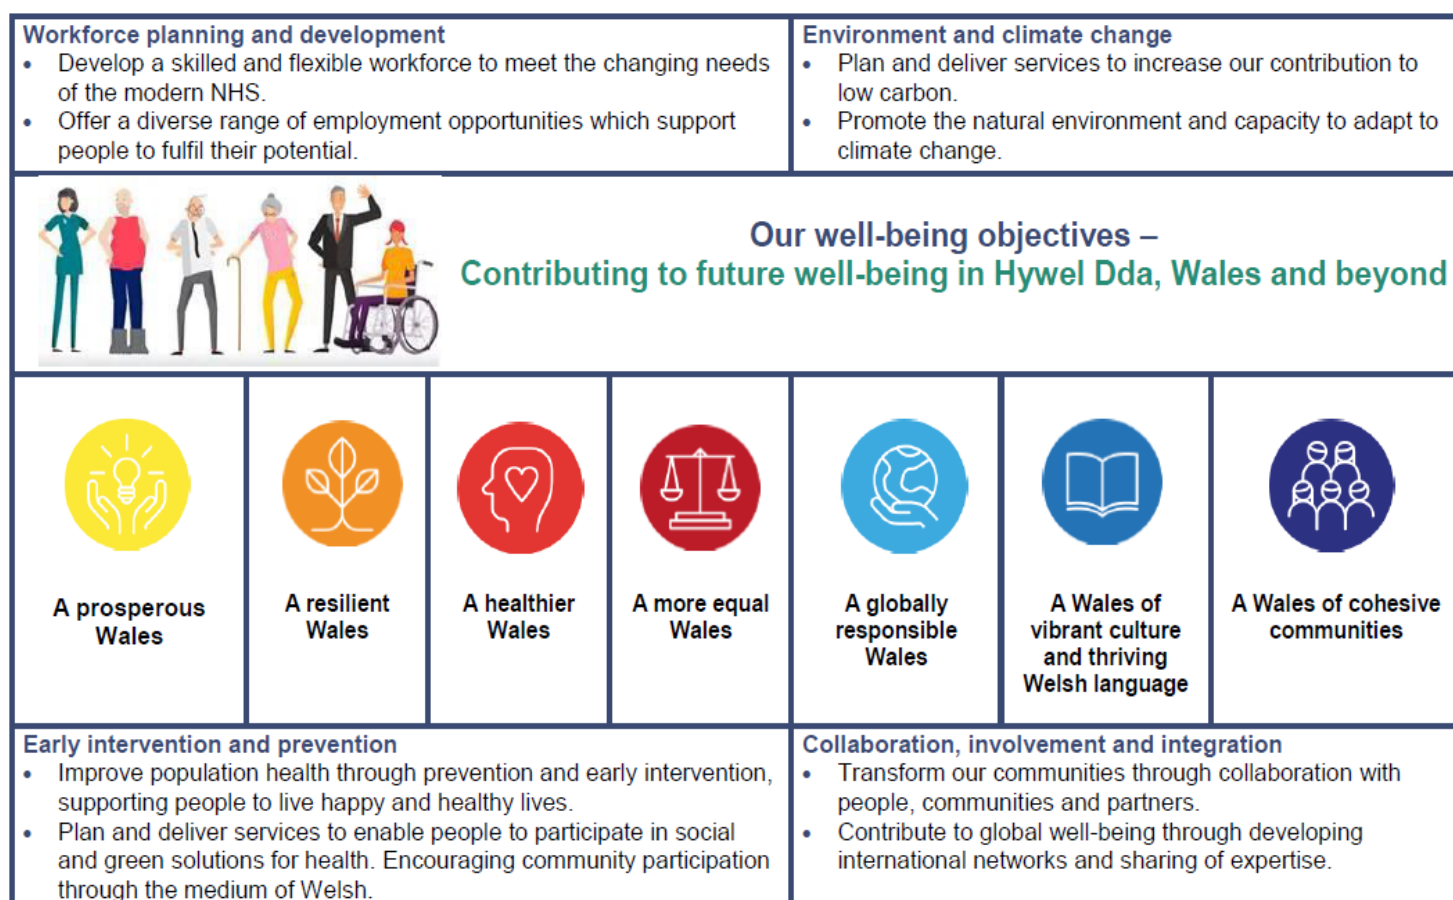 Workforce planning and development
• Develop a skilled and flexible workforce to meet the changing needs
of the modern NHS.
• Offer a diverse range of employment opportunities which support
people to fulfil their potential.
Environment and climate change
• Plan and deliver services to increase our contribution to
low carbon.
• Promote the natural environment and capacity to adapt to
climate change.
Our well-being objectives –
Contributing to future well-being in Hywel Dda, Wales and beyond
A prosperous
Wales
A resilient
Wales
A healthier
Wales
A more equal
Wales
A globally
responsible
Wales
A Wales of
vibrant culture
and thriving
Welsh language
A Wales of cohesive
communities
Early intervention and prevention
• Improve population health through prevention and early intervention,
supporting people to live happy and healthy lives.
• Plan and deliver services to enable people to participate in social
and green solutions for health. Encouraging community participation
through the medium of Welsh.
Collaboration, involvement and integration
• Transform our communities through collaboration with
people, communities and partners.
• Contribute to global well-being through developing
international networks and sharing of expertise.